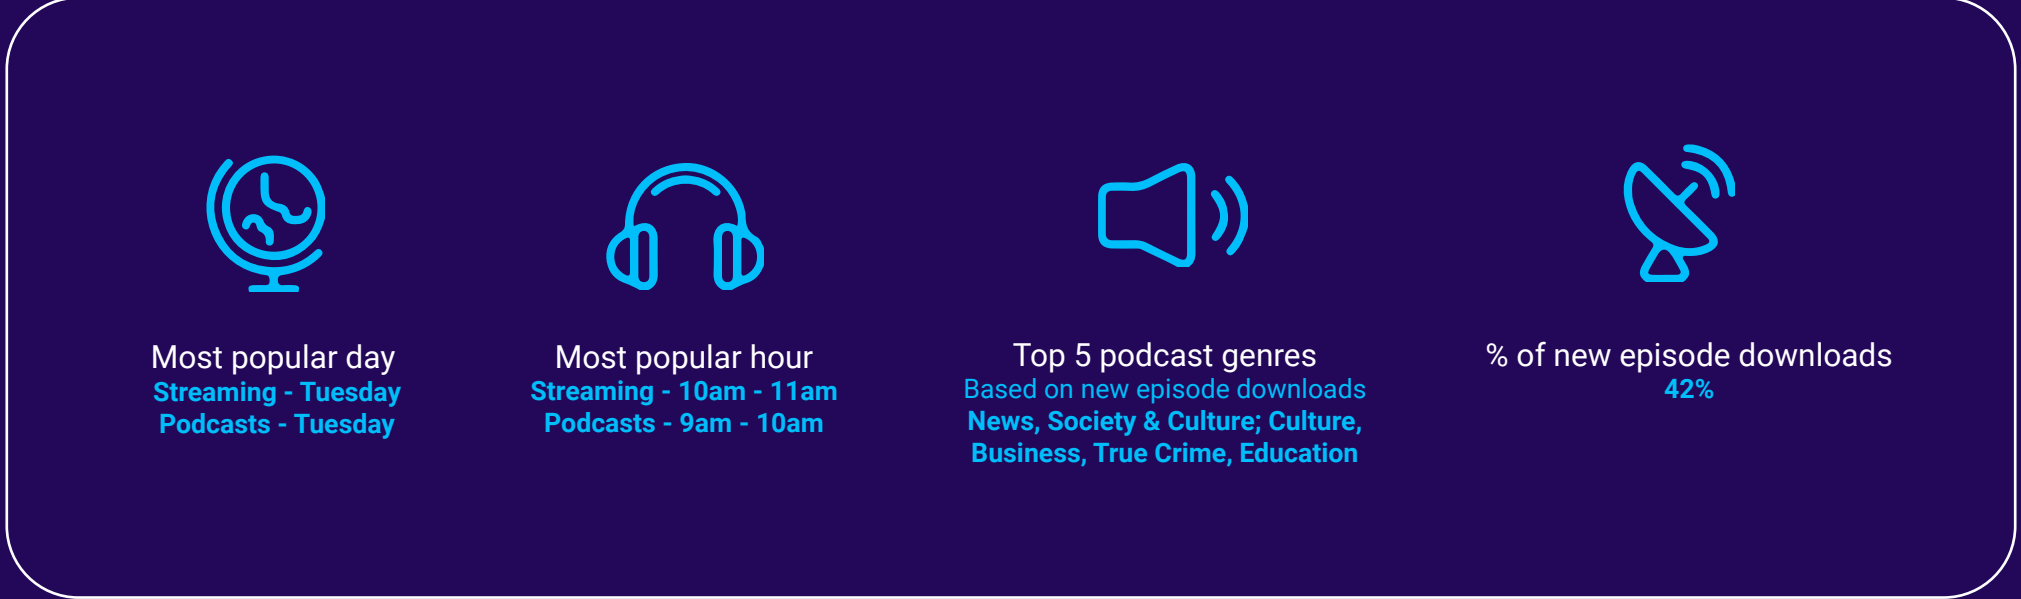 Most popular day
Streaming - Tuesday
Podcasts - Tuesday
Most popular hour
Streaming - 10am - 11am
Podcasts - 9am - 10am
Top 5 podcast genres
Based on new episode downloads
News, Society & Culture; Culture,
Business, True Crime, Education
% of new episode downloads
42%